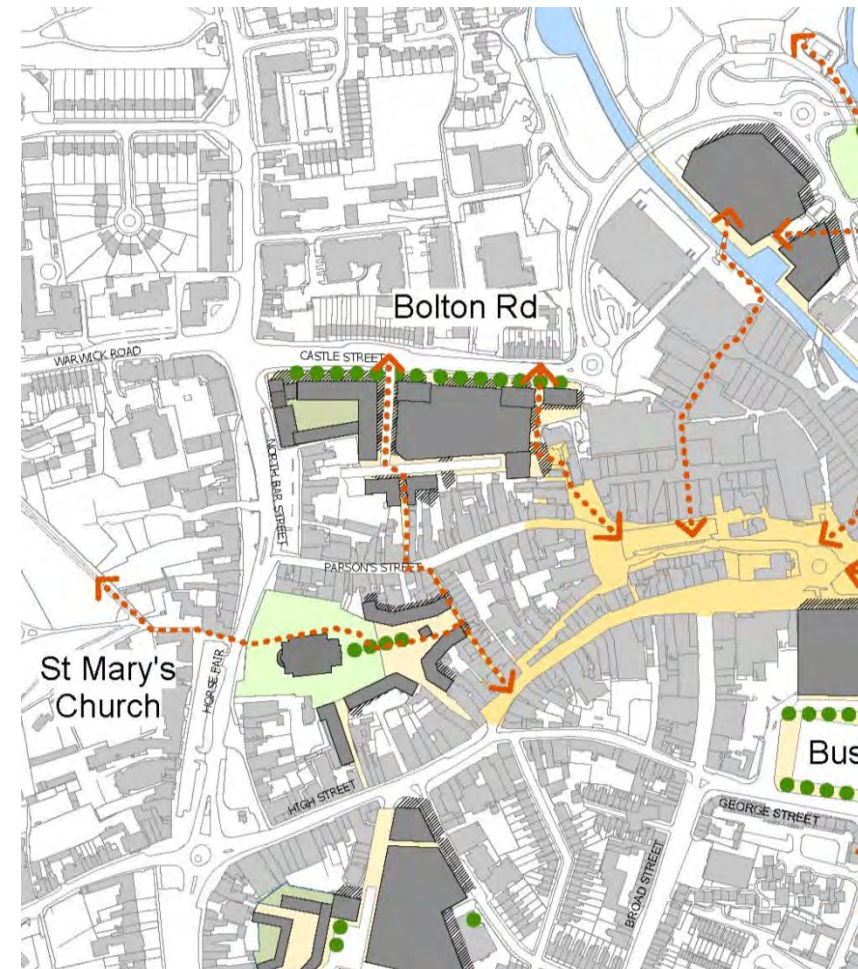 Bolton Rd
CASTLE STREET
WARWICK ROAD
NORTH BAR STREET
PARSON'S STREET
St Mary's
Church
HORSE FAIR
HIGH STREET
Bus
GEORGE STREET
BROAD STREET